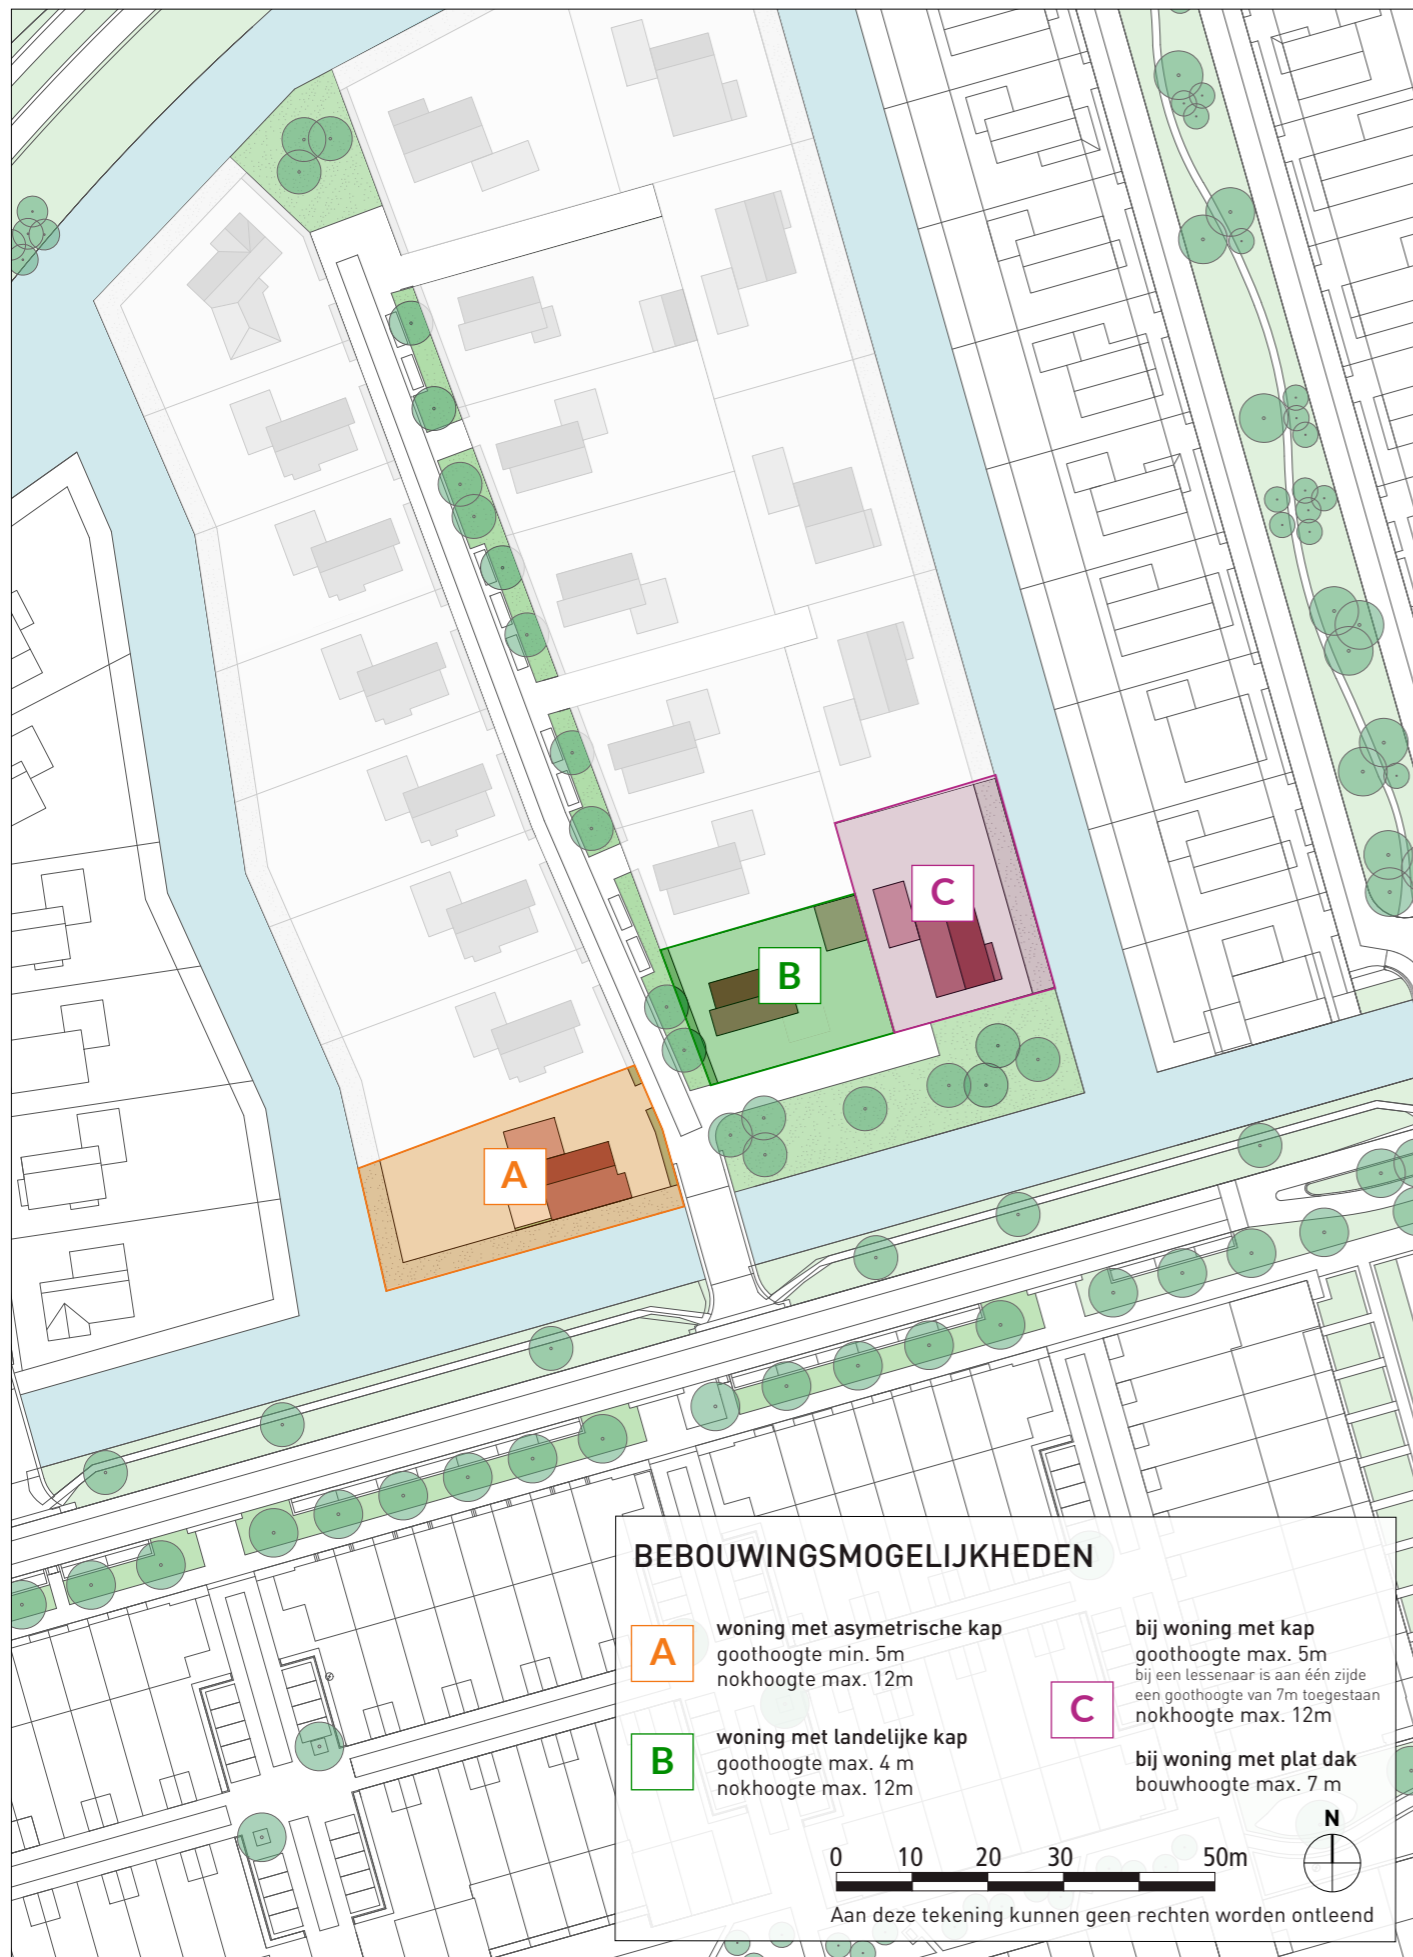 C
B
A
BEBOUWINGSMOGELIJKHEDEN
A
woning met asymetrische kap
goothoogte min. 5m
nokhoogte max. 12m
B
woning met landelijke kap
goothoogte max. 4 m
nokhoogte max. 12m
C
bij woning met kap
goothoogte max. 5m
bij een lessenaar is aan één zijde
een goothoogte van 7m toegestaan
nokhoogte max. 12m
bij woning met plat dak
bouwhoogte max. 7 m
N
0 10 20 30 50m
Aan deze tekening kunnen geen rechten worden ontleend